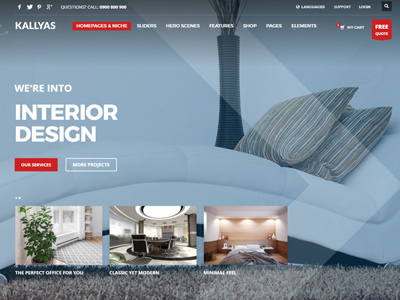 QUESTIONS? CALL: 0900 800 900
LANGUAGES SUPPORT LOGIN
KALLYAS
HOMEPAGES & NICHE SLIDERS HERO SCENES FEATURES SHOP PAGES ELEMENTS
MY CART
FREE
QUOTE
WE'RE INTO
INTERIOR
DESIGN
OUR SERVICES MORE PROJECTS
THE PERFECT OFFICE FOR YOU CLASSIC YET MODERN MINIMAL FEEL